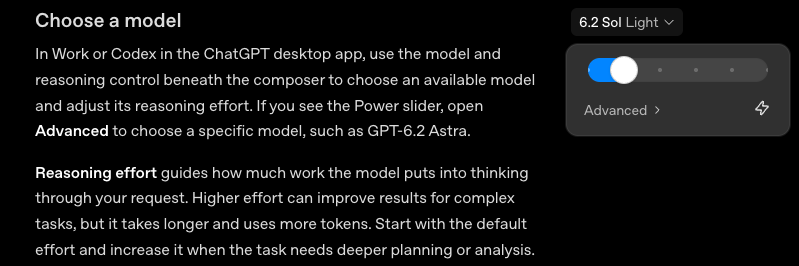 Choose a model
In Work or Codex in the ChatGPT desktop app, use the model and
reasoning control beneath the composer to choose an available model
and adjust its reasoning effort. If you see the Power slider, open
Advanced to choose a specific model, such as GPT-6.2 Astra.
Reasoning effort guides how much work the model puts into thinking
through your request. Higher effort can improve results for complex
tasks, but it takes longer and uses more tokens. Start with the default
effort and increase it when the task needs deeper planning or analysis.
6.2 Sol Light
Advanced